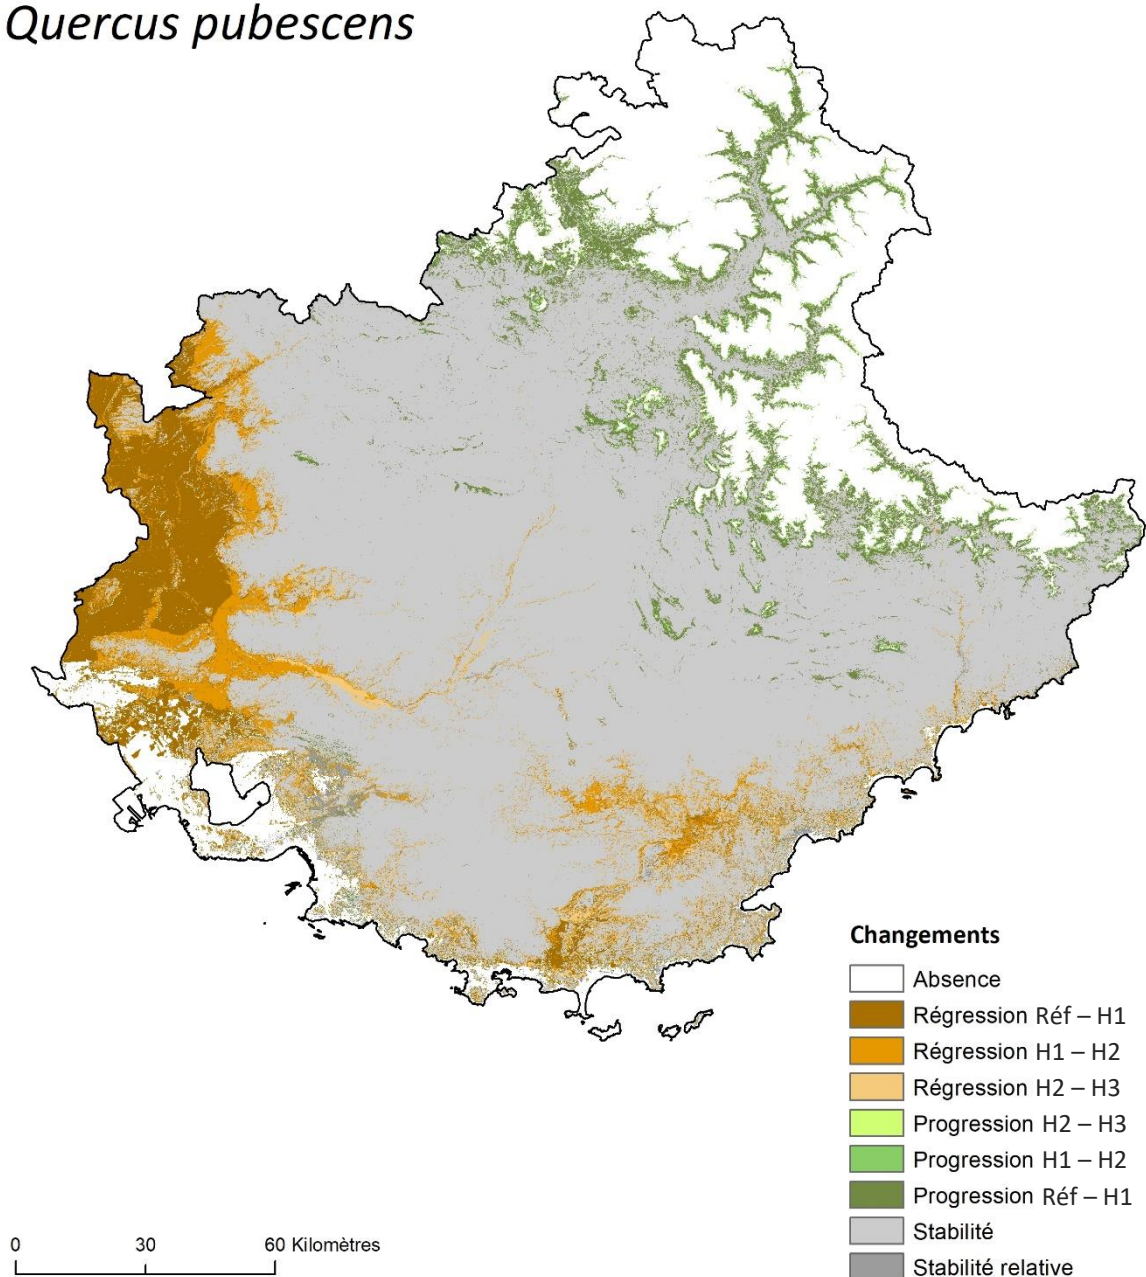 Quercus pubescens
Changements
Absence
Régression Réf – H1
Régression H1 – H2
Régression H2 – H3
Progression H2 – H3
Progression H1 – H2
Progression Réf – H1
Stabilité
Stabilité relative
0 30 60 Kilomètres